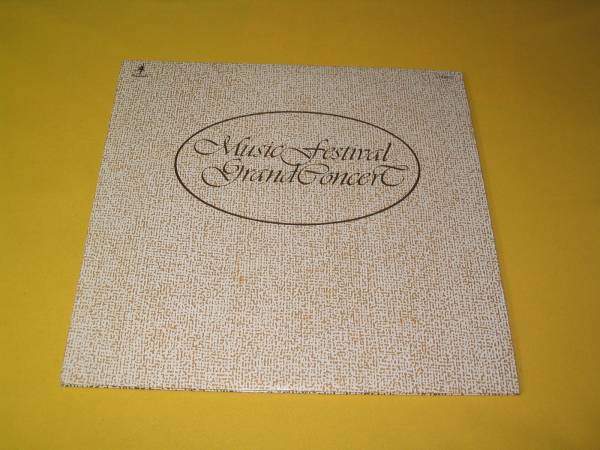 Music Festival
Grand Concert